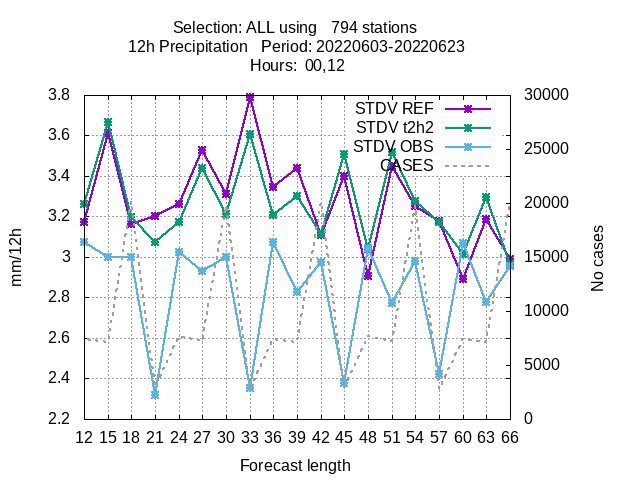 Selection: ALL using   794 stations
12h Precipitation   Period: 20220603-20220623
Hours:  00,12
STDV REF
STDV t2h2
STDV OBS
CASES
3.8
3.6
3.4
3.2
3
2.8
2.6
2.4
2.2
mm/12h
30000
25000
20000
15000
10000
5000
0
No cases
12 15 18 21 24 27 30 33 36 39 42 45 48 51 54 57 60 63 66
Forecast length